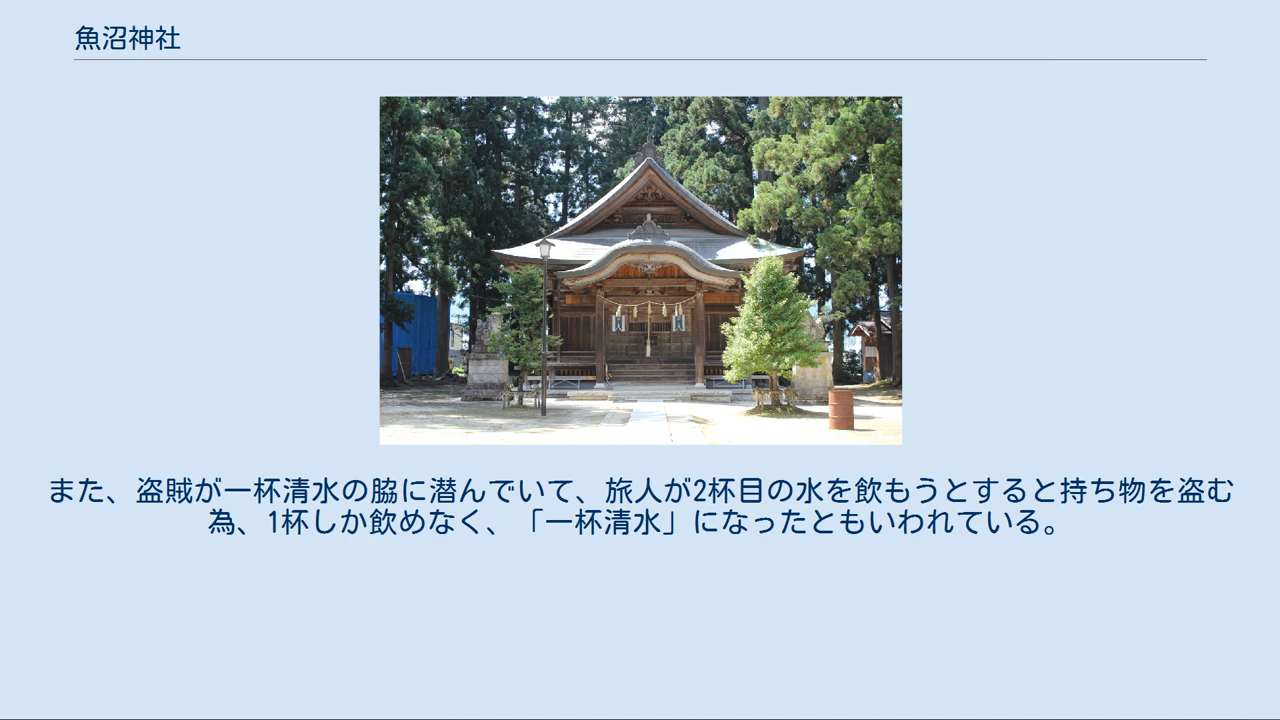 魚沼神社
また、盗賊が一杯清水の脇に潜んでいて、旅人が2杯目の水を飲もうとすると持ち物を盗む
為、1杯しか飲めなく、「一杯清水」になったともいわれている。